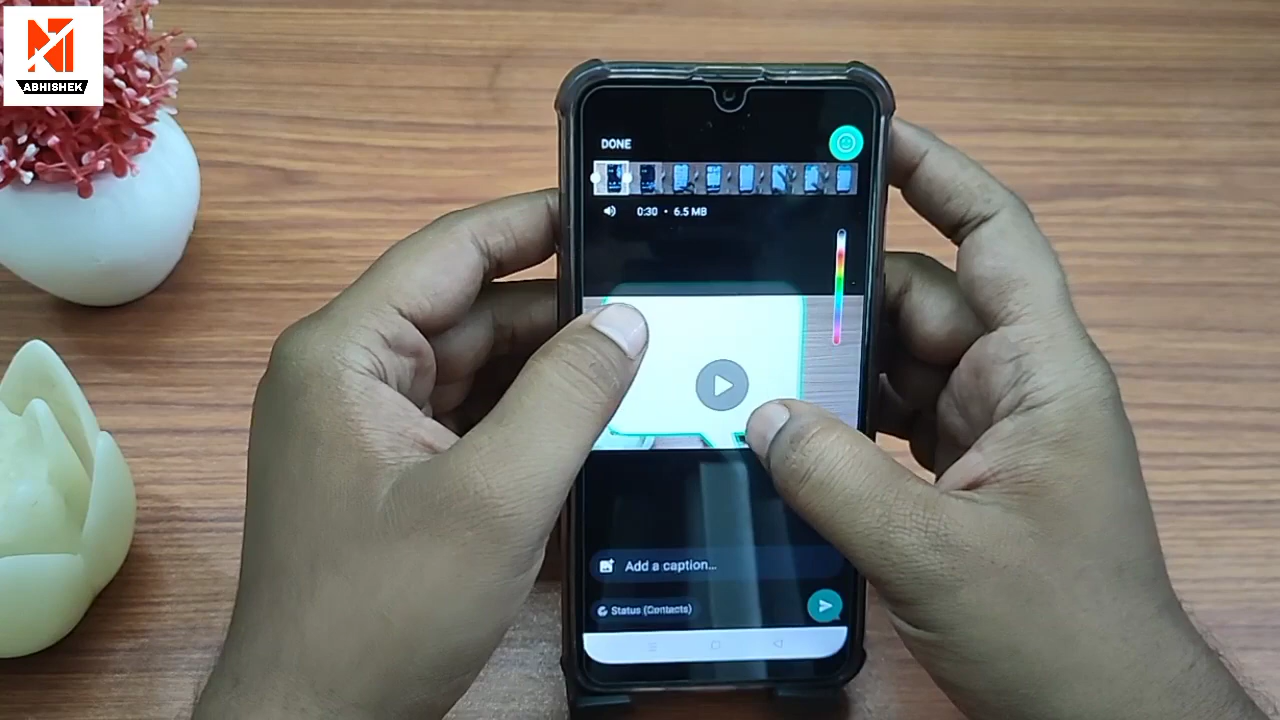 ABHISHEK
DONE
0:30 • 6.5 MB
Add a caption...
Status (Contacts)